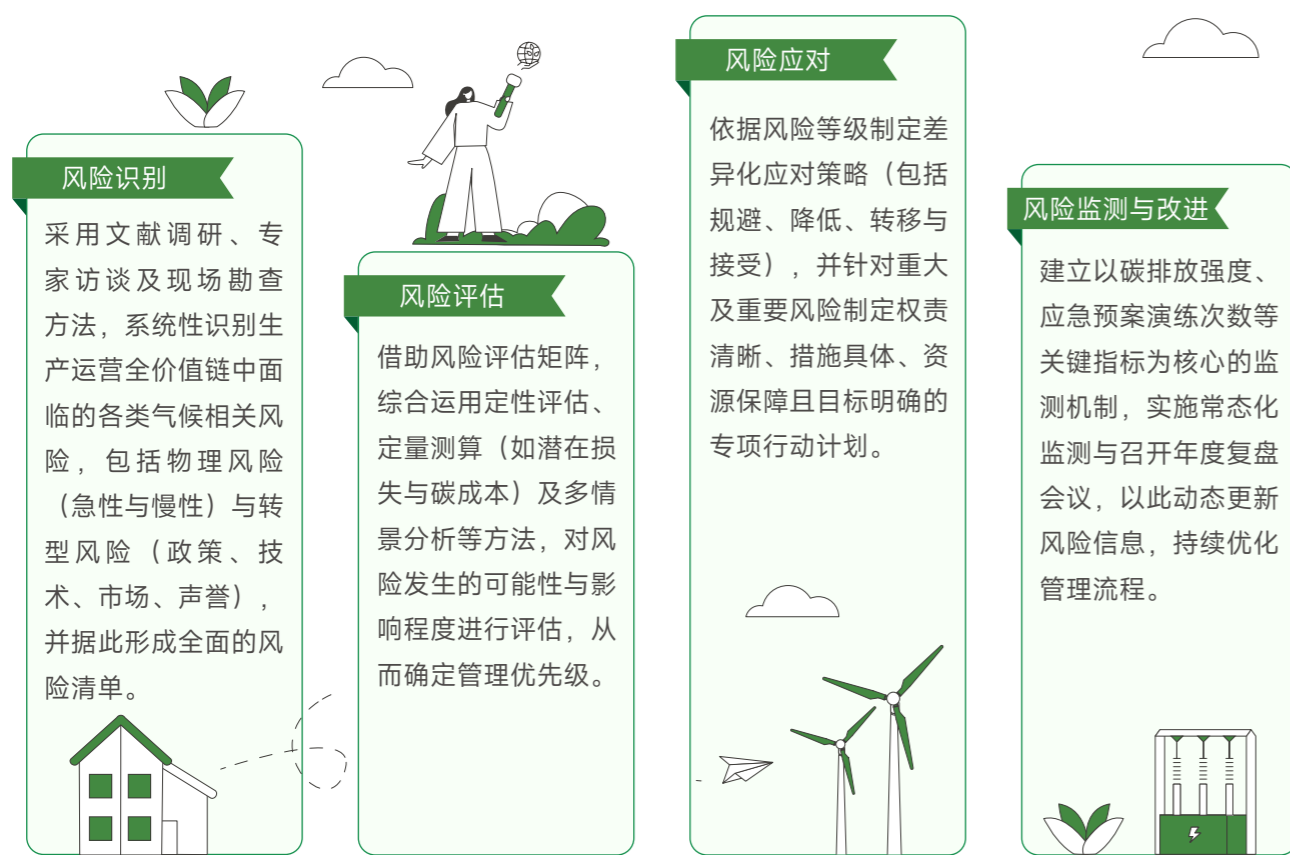 风险识别
采用文献调研、专
家访谈及现场勘查
方法，系统性识别生
产运营全价值链中面
临的各类气候相关风
险，包括物理风险
（急性与慢性）与转
型风险（政策、技
术、市场、声誉），
并据此形成全面的风
险清单。
风险评估
借助风险评估矩阵，
综合运用定性评估、
定量测算（如潜在损
失与碳成本）及多情
景分析等方法，对风
险发生的可能性与影
响程度进行评估，从
而确定管理优先级。
风险应对
依据风险等级制定差
异化应对策略（包括
规避、降低、转移与
接受），并针对重大
及重要风险制定权责
清晰、措施具体、资
源保障且目标明确的
专项行动计划。
风险监测与改进
建立以碳排放强度、
应急预案演练次数等
关键指标为核心的监
测机制，实施常态化
监测与召开年度复盘
会议，以此动态更新
风险信息，持续优化
管理流程。